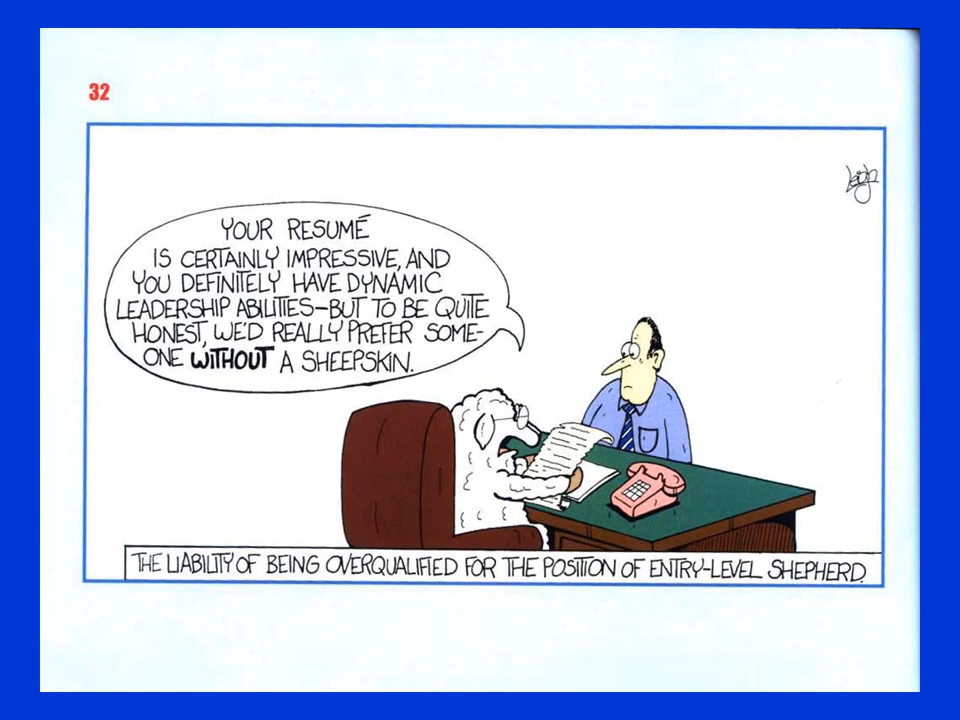 32
Leigh
YOUR RESUMÉ
IS CERTAINLY IMPRESSIVE, AND
YOU DEFINITELY HAVE DYNAMIC
LEADERSHIP ABILITIES—BUT TO BE QUITE
HONEST, WE'D REALLY PREFER SOME-
ONE WITHOUT A SHEEPSKIN.
THE LIABILITY OF BEING OVERQUALIFIED FOR THE POSITION OF ENTRY-LEVEL SHEPHERD.